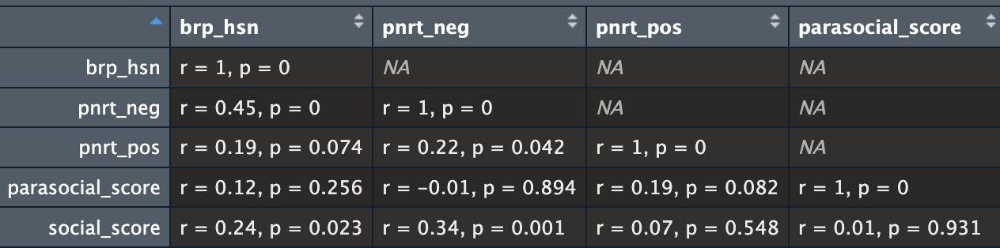 brp_hsn pnrt_neg pnrt_pos parasocial_score
brp_hsn r = 1, p = 0 NA NA NA
pnrt_neg r = 0.45, p = 0 r = 1, p = 0 NA NA
pnrt_pos r = 0.19, p = 0.074 r = 0.22, p = 0.042 r = 1, p = 0 NA
parasocial_score r = 0.12, p = 0.256 r = -0.01, p = 0.894 r = 0.19, p = 0.082 r = 1, p = 0
social_score r = 0.24, p = 0.023 r = 0.34, p = 0.001 r = 0.07, p = 0.548 r = 0.01, p = 0.931